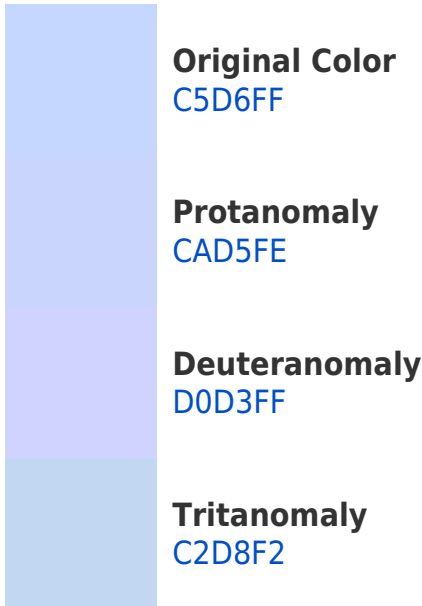 Original Color
C5D6FF
Protanomaly
CAD5FE
Deuteranomaly
D0D3FF
Tritanomaly
C2D8F2